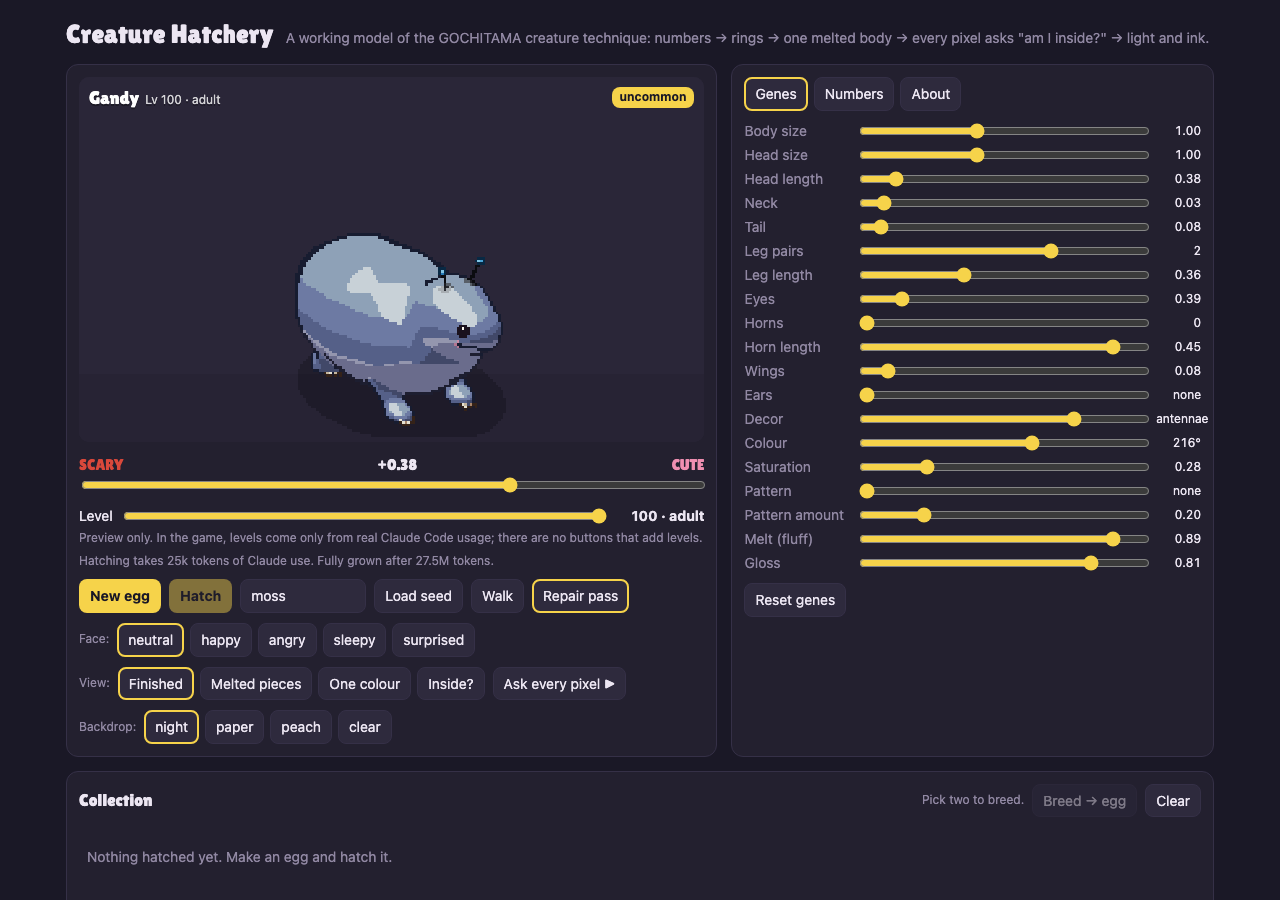 Creature Hatchery A working model of the GOCHITAMA creature technique: numbers → rings → one melted body → every pixel asks "am I inside?" → light and ink.
Gandy Lv 100 · adult uncommon
SCARY +0.38 CUTE
Level 100 · adult
Preview only. In the game, levels come only from real Claude Code usage; there are no buttons that add levels.
Hatching takes 25k tokens of Claude use. Fully grown after 27.5M tokens.
New egg Hatch moss Load seed Walk Repair pass
Face: neutral happy angry sleepy surprised
View: Finished Melted pieces One colour Inside? Ask every pixel ▶
Backdrop: night paper peach clear
Genes Numbers About
Body size 1.00
Head size 1.00
Head length 0.38
Neck 0.03
Tail 0.08
Leg pairs 2
Leg length 0.36
Eyes 0.39
Horns 0
Horn length 0.45
Wings 0.08
Ears none
Decor antennae
Colour 216°
Saturation 0.28
Pattern none
Pattern amount 0.20
Melt (fluff) 0.89
Gloss 0.81
Reset genes
Collection Pick two to breed. Breed → egg Clear
Nothing hatched yet. Make an egg and hatch it.